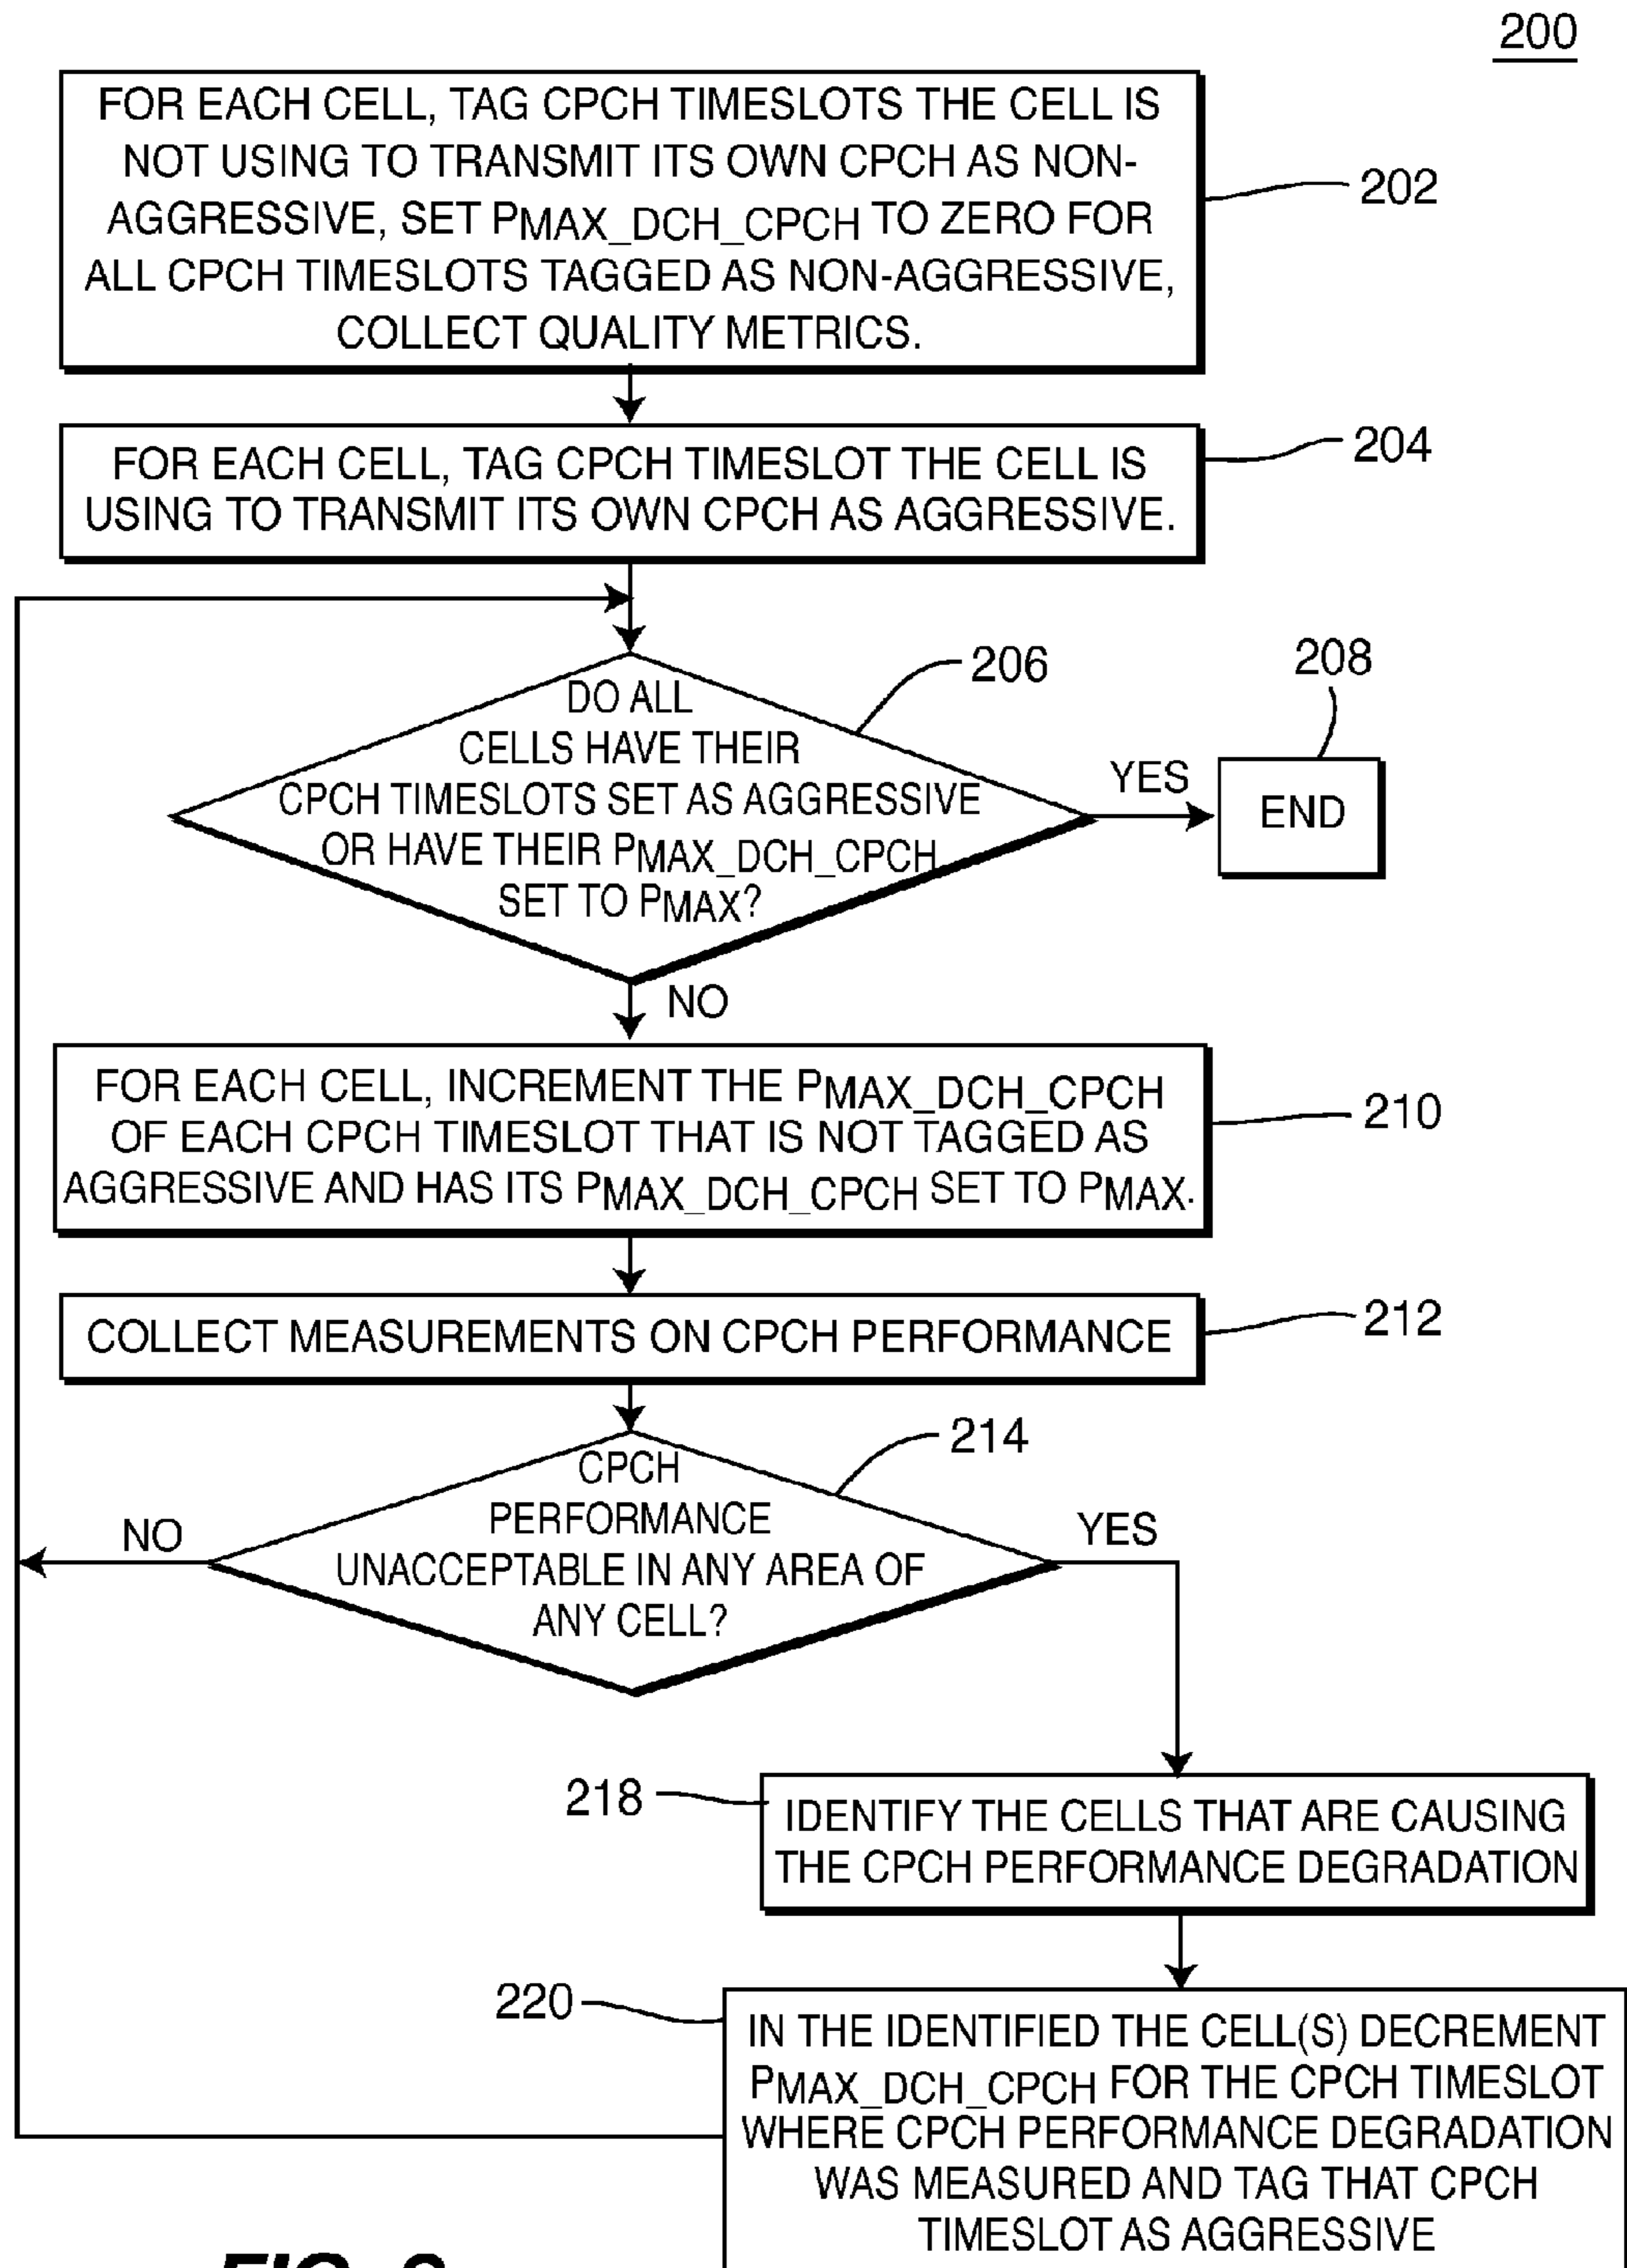 200
FOR EACH CELL, TAG CPCH TIMESLOTS THE CELL IS
NOT USING TO TRANSMIT ITS OWN CPCH AS NON-
AGGRESSIVE, SET PMAX_DCH_CPCH TO ZERO FOR
ALL CPCH TIMESLOTS TAGGED AS NON-AGGRESSIVE,
COLLECT QUALITY METRICS.
202
FOR EACH CELL, TAG CPCH TIMESLOT THE CELL IS
USING TO TRANSMIT ITS OWN CPCH AS AGGRESSIVE.
204
DO ALL
CELLS HAVE THEIR
CPCH TIMESLOTS SET AS AGGRESSIVE
OR HAVE THEIR PMAX_DCH_CPCH
SET TO PMAX?
206
YES
208
END
NO
FOR EACH CELL, INCREMENT THE PMAX_DCH_CPCH
OF EACH CPCH TIMESLOT THAT IS NOT TAGGED AS
AGGRESSIVE AND HAS ITS PMAX_DCH_CPCH SET TO PMAX.
210
COLLECT MEASUREMENTS ON CPCH PERFORMANCE
212
CPCH
PERFORMANCE
UNACCEPTABLE IN ANY AREA OF
ANY CELL?
214
NO
YES
218
IDENTIFY THE CELLS THAT ARE CAUSING
THE CPCH PERFORMANCE DEGRADATION
220
IN THE IDENTIFIED THE CELL(S) DECREMENT
PMAX_DCH_CPCH FOR THE CPCH TIMESLOT
WHERE CPCH PERFORMANCE DEGRADATION
WAS MEASURED AND TAG THAT CPCH
TIMESLOT AS AGGRESSIVE
FIG.